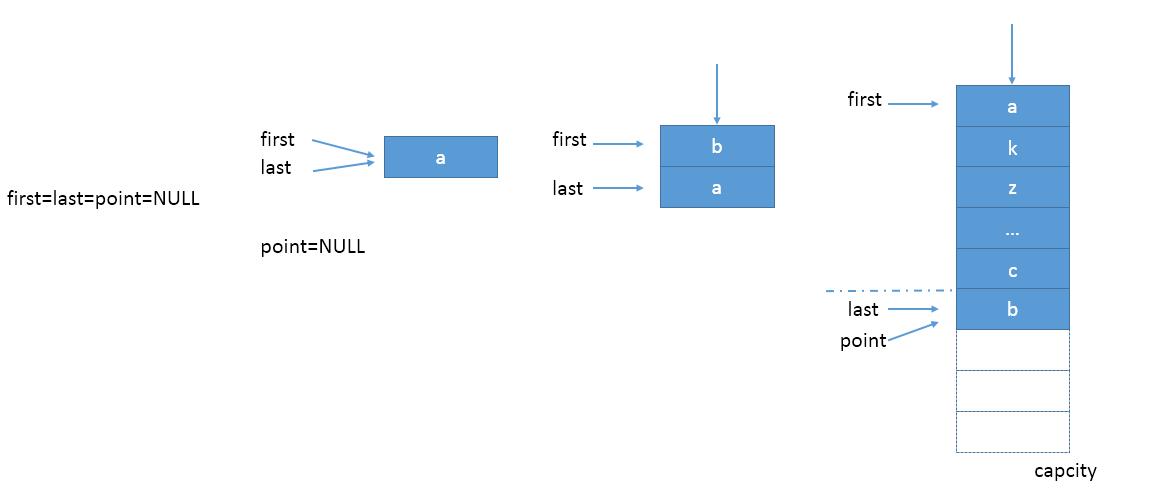 first=last=point=NULL
first
last
a
point=NULL
first
last
b
a
first
a
k
z
...
c
last
b
point
capcity